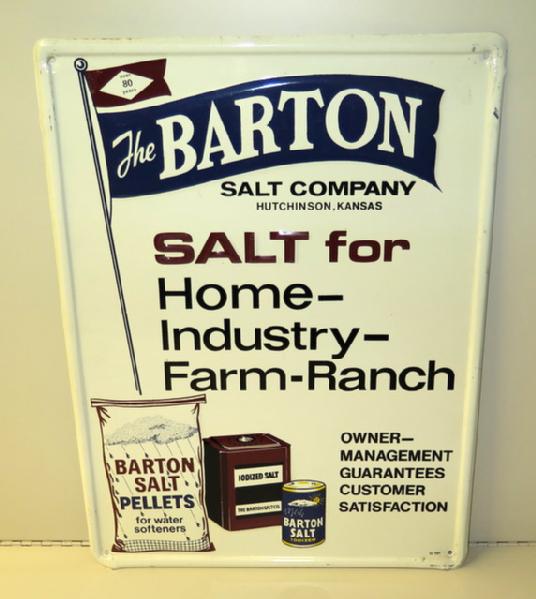 80
The BARTON
SALT COMPANY
HUTCHINSON, KANSAS
SALT for
Home–
Industry–
Farm-Ranch
OWNER–
MANAGEMENT
GUARANTEES
CUSTOMER
SATISFACTION
BARTON
SALT
PELLETS
for water
softeners
IODIZED SALT
BARTON
SALT
IODIZED